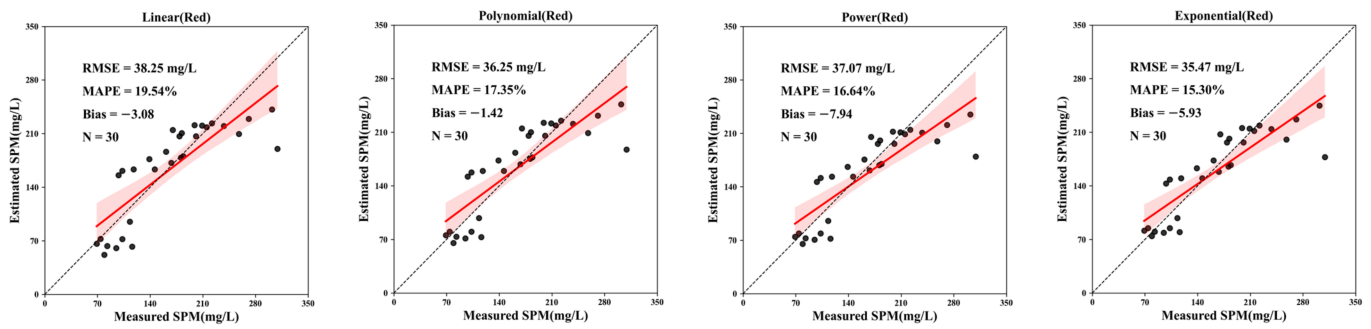 Linear(Red)
Estimated SPM(mg/L)
350
280
210
140
70
0
RMSE = 38.25 mg/L
MAPE = 19.54%
Bias = −3.08
N = 30
0 70 140 210 280 350
Measured SPM(mg/L)
Polynomial(Red)
Estimated SPM(mg/L)
350
280
210
140
70
0
RMSE = 36.25 mg/L
MAPE = 17.35%
Bias = −1.42
N = 30
0 70 140 210 280 350
Measured SPM(mg/L)
Power(Red)
Estimated SPM(mg/L)
350
280
210
140
70
0
RMSE = 37.07 mg/L
MAPE = 16.64%
Bias = −7.94
N = 30
0 70 140 210 280 350
Measured SPM(mg/L)
Exponential(Red)
Estimated SPM(mg/L)
350
280
210
140
70
0
RMSE = 35.47 mg/L
MAPE = 15.30%
Bias = −5.93
N = 30
0 70 140 210 280 350
Measured SPM(mg/L)